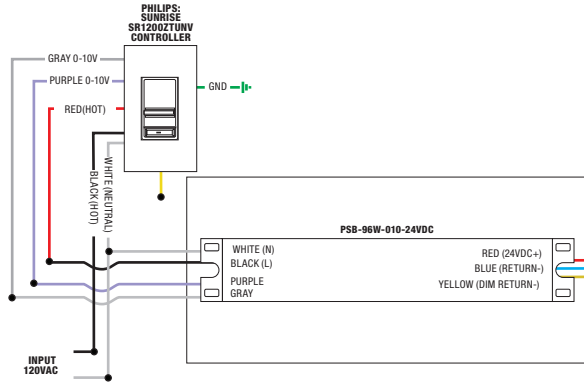 PHILIPS:
SUNRISE
SR1200ZTUNV
CONTROLLER
GRAY 0-10V
PURPLE 0-10V
RED(HOT)
GND
WHITE (NEUTRAL)
BLACK (HOT)
PSB-96W-010-24VDC
WHITE (N)
BLACK (L)
PURPLE
GRAY
RED (24VDC+)
BLUE (RETURN-)
YELLOW (DIM RETURN-)
INPUT
120VAC